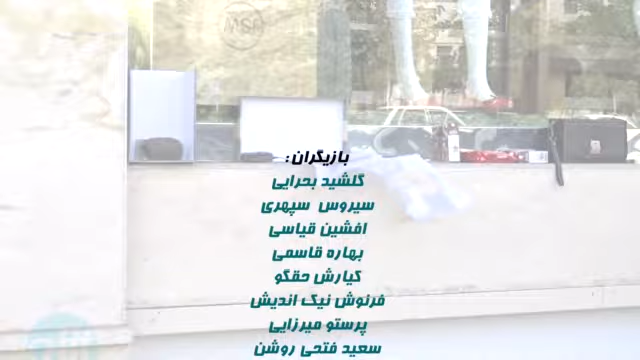 MSA
بازیگران:
گلشید بحرایی
سیروس سپهری
افشین قیاسی
بهاره قاسمی
کیارش حقگو
فرنوش نیک اندیش
پرستو میرزایی
سعید فتحی روشن